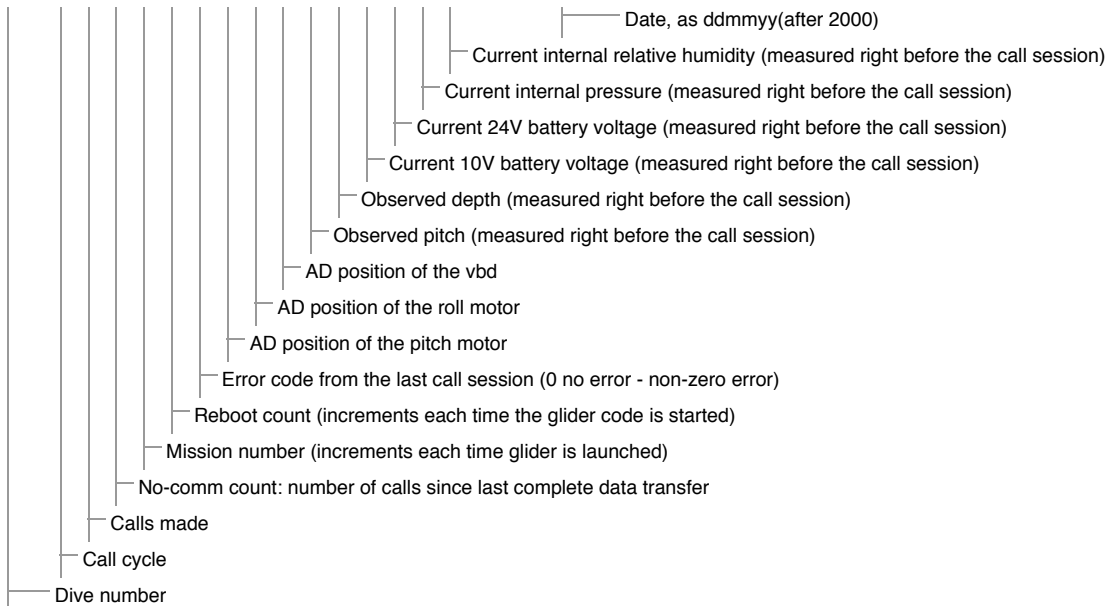 Date, as ddmmyy(after 2000)
Current internal relative humidity (measured right before the call session)
Current internal pressure (measured right before the call session)
Current 24V battery voltage (measured right before the call session)
Current 10V battery voltage (measured right before the call session)
Observed depth (measured right before the call session)
Observed pitch (measured right before the call session)
AD position of the vbd
AD position of the roll motor
AD position of the pitch motor
Error code from the last call session (0 no error - non-zero error)
Reboot count (increments each time the glider code is started)
Mission number (increments each time glider is launched)
No-comm count: number of calls since last complete data transfer
Calls made
Call cycle
Dive number